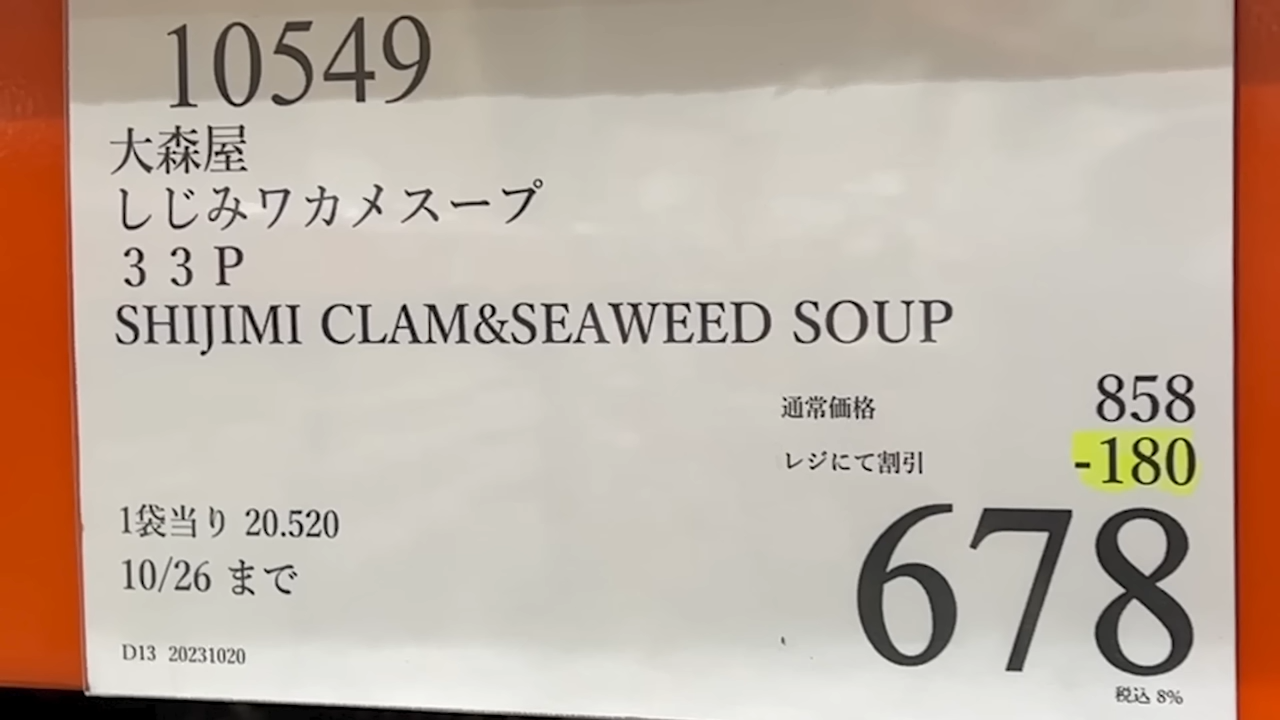 10549
大森屋
しじみワカメスープ
３３Ｐ
SHIJIMI CLAM&SEAWEED SOUP
通常価格 858
レジにて割引 -180
678
1袋当り 20.520
10/26 まで
D13 20231020
税込 8%